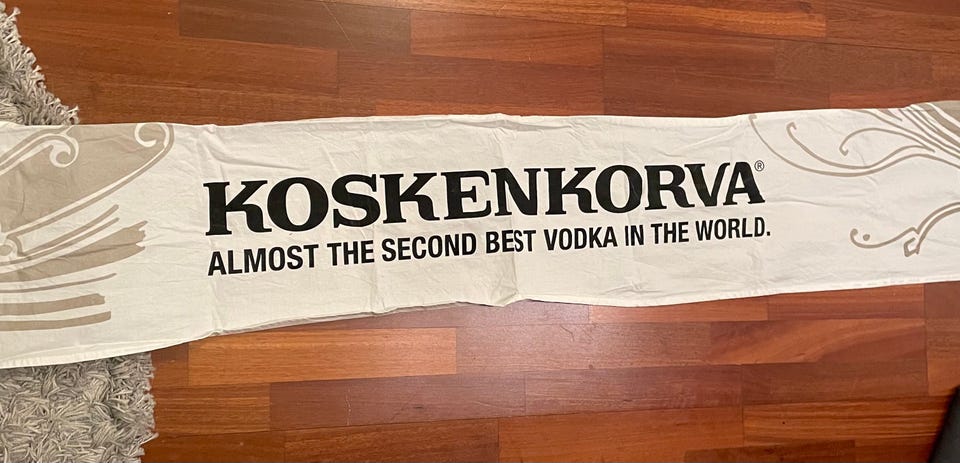 KOSKENKORVA®
ALMOST THE SECOND BEST VODKA IN THE WORLD.